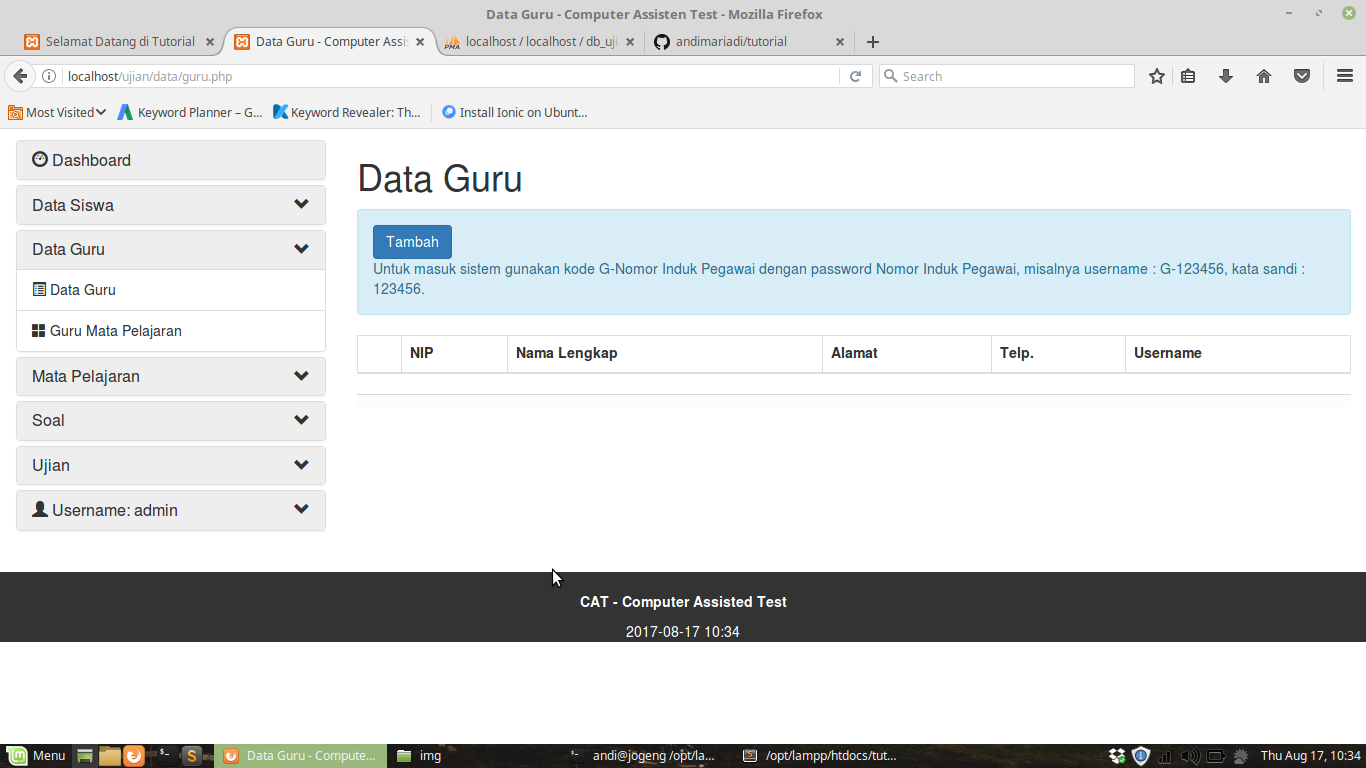 Data Guru - Computer Assisten Test - Mozilla Firefox
Selamat Datang di Tutorial
Data Guru - Computer Assis
PMA
localhost / localhost / db_uji
andimariadi/tutorial
localhost/ujian/data/guru.php
Search
Most Visited
Keyword Planner – G...
Keyword Revealer: Th...
Install Ionic on Ubunt...
Dashboard
Data Siswa
Data Guru
Data Guru
Guru Mata Pelajaran
Mata Pelajaran
Soal
Ujian
Username: admin
Data Guru
Tambah
Untuk masuk sistem gunakan kode G-Nomor Induk Pegawai dengan password Nomor Induk Pegawai, misalnya username : G-123456, kata sandi :
123456.
NIP Nama Lengkap Alamat Telp. Username
CAT - Computer Assisted Test
2017-08-17 10:34
Menu
Data Guru - Compute...
img
andi@jogeng /opt/la...
/opt/lampp/htdocs/tut...
Thu Aug 17, 10:34